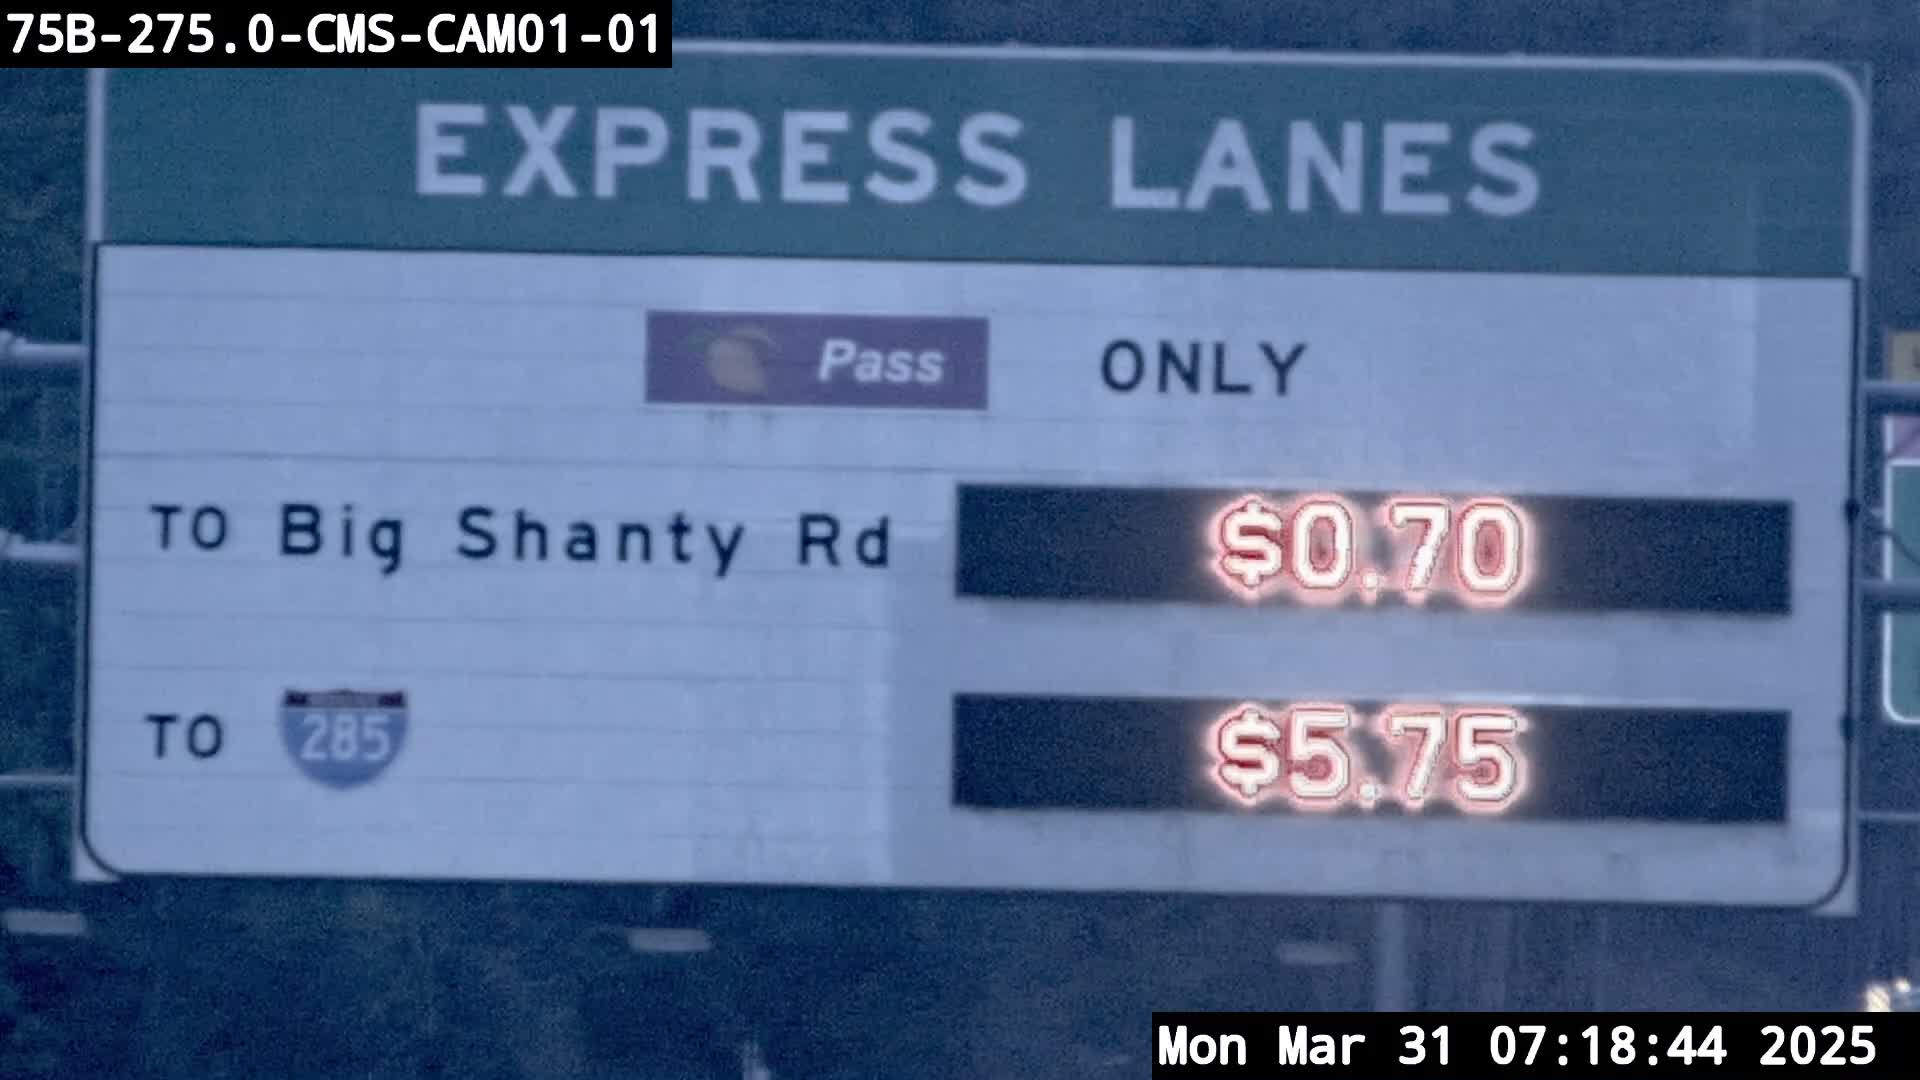 75B-275.0-CMS-CAM01-01
EXPRESS LANES
Pass ONLY
TO Big Shanty Rd $0.70
TO 285 $5.75
Mon Mar 31 07:18:44 2025